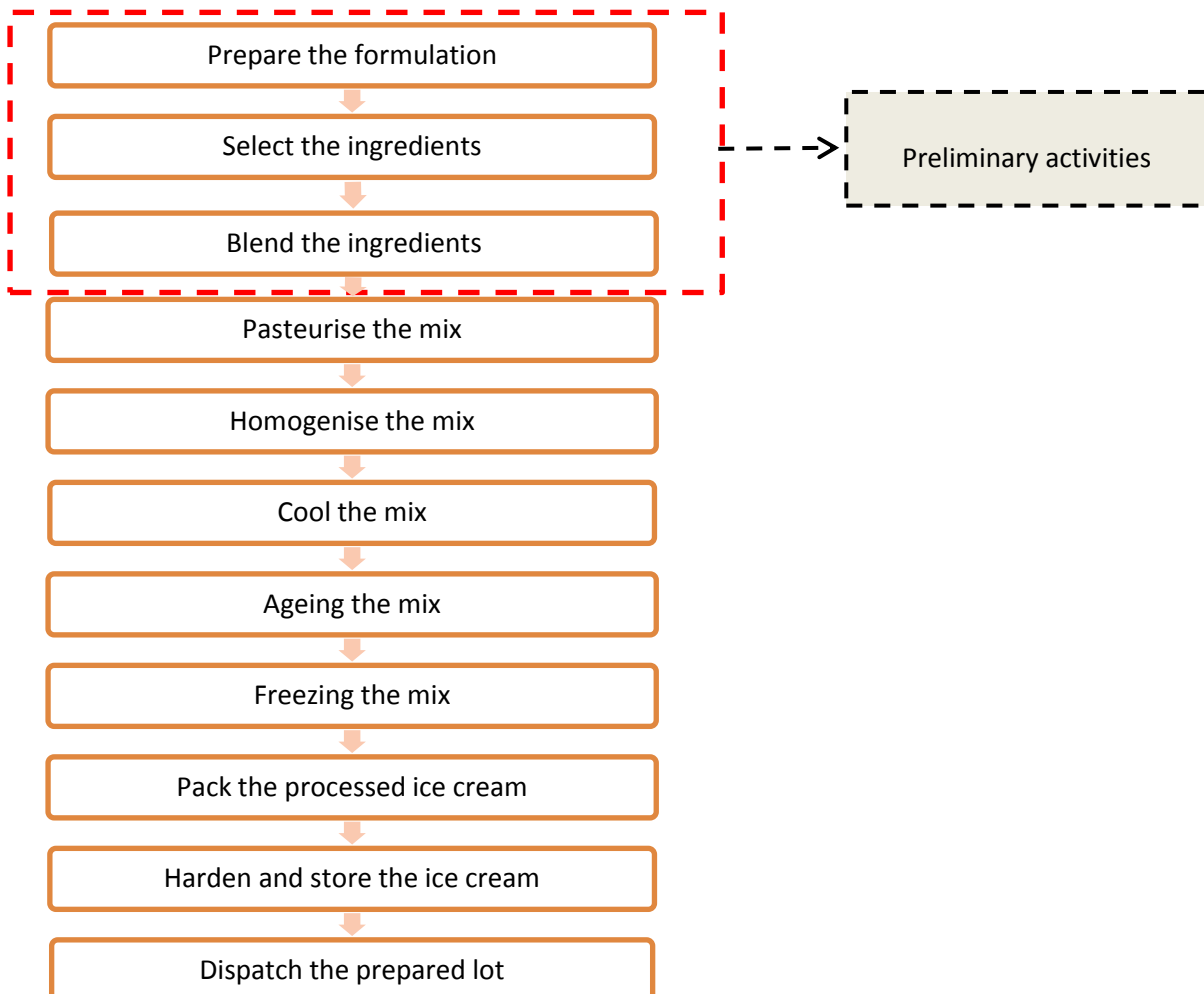 Prepare the formulation
Select the ingredients
Preliminary activities
Blend the ingredients
Pasteurise the mix
Homogenise the mix
Cool the mix
Ageing the mix
Freezing the mix
Pack the processed ice cream
Harden and store the ice cream
Dispatch the prepared lot